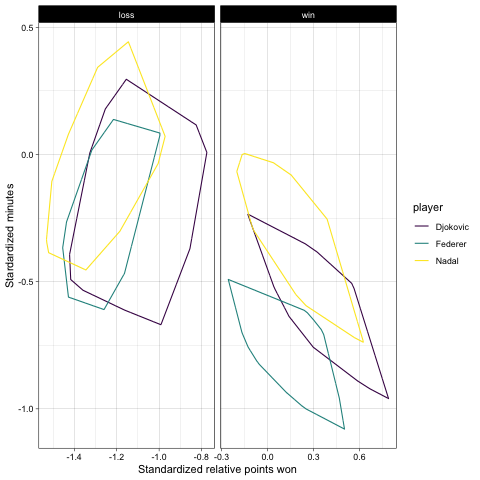 loss
win
0.5
0.0
-0.5
-1.0
-1.4
-1.2
-1.0
-0.8
-0.3
0.0
0.3
0.6
Standardized relative points won
Standardized minutes
player
Djokovic
Federer
Nadal